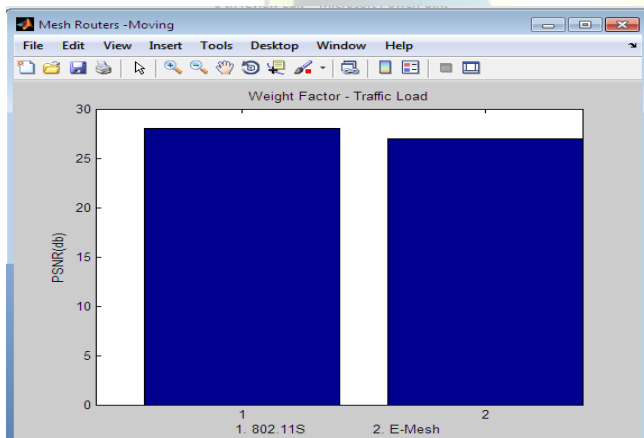 Mesh Routers -Moving
File Edit View Insert Tools Desktop Window Help
Weight Factor - Traffic Load
30
25
20
15
10
5
0
PSNR(db)
1 2
1. 802.11S 2. E-Mesh